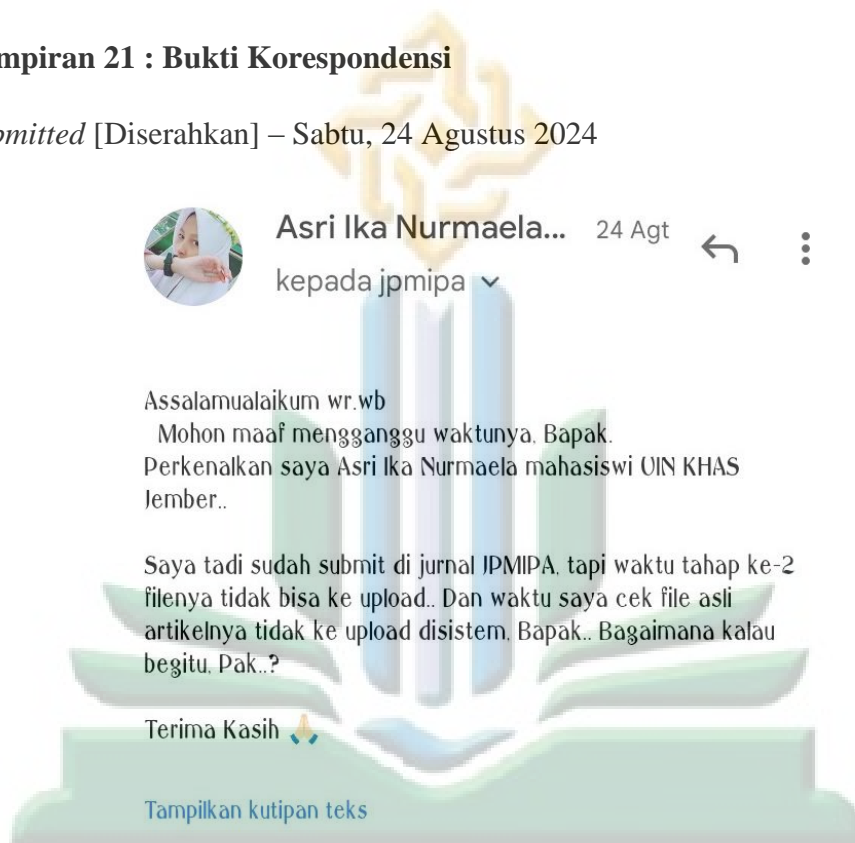 mpiran 21 : Bukti Korespondensi
bmitted [Diserahkan] – Sabtu, 24 Agustus 2024
Asri Ika Nurmaela... 24 Agt
kepada jpmipa
Assalamualaikum wr.wb
Mohon maaf mengganggu waktunya, Bapak.
Perkenalkan saya Asri Ika Nurmaela mahasiswi UIN KHAS
Jember..
Saya tadi sudah submit di jurnal JPMIPA, tapi waktu tahap ke-2
filenya tidak bisa ke upload.. Dan waktu saya cek file asli
artikelnya tidak ke upload disistem, Bapak.. Bagaimana kalau
begitu, Pak..?
Terima Kasih 🙏🏻
Tampilkan kutipan teks